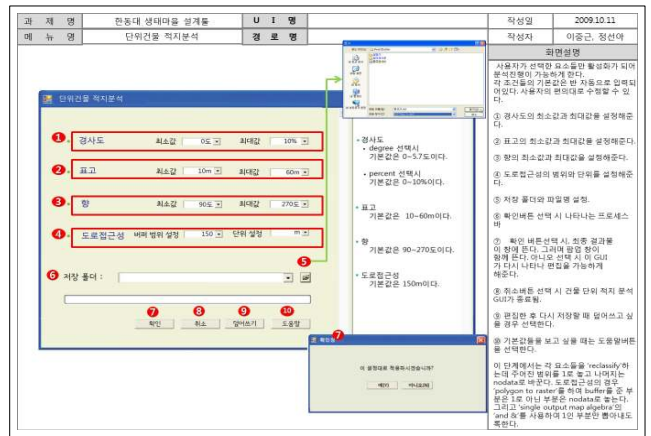 과 제 명
한동대 생태마을 설계툴
U I 명
작성일
2009.10.11
메 뉴 명
단위건물 적지분석
경 로 명
작성자
이중근, 정선아
화면설명
사용자가 선택한 요소들만 활성화가 되어
분석진행이 가능하게 한다.
각 조건들의 기본값은 반 자동으로 입력되
어있다. 사용자의 편의대로 수정할 수 있
다.
① 경사도의 최소값과 최대값을 설정해준
다.
② 표고의 최소값과 최대값을 설정해준다.
③ 향의 최소값과 최대값을 설정해준다.
④ 도로접근성의 범위와 단위를 설정해준
다.
⑤ 저장 폴더와 파일명 설정.
⑥ 확인버튼 선택 시 나타나는 프로세스
바
⑦ 확인 버튼선택 시, 최종 결과물
이 창에 뜬다. 그러며 팝업 창이
함께 뜬다. 아니오 선택 시 이 GUI
가 다시 나타나 편집을 가능하게
해준다.
⑧ 취소버튼 선택 시 건물 단위 적지 분석
GUI가 종료됨.
⑨ 편집한 후 다시 저장할 때 덮어쓰고 싶
을 경우 선택한다.
⑩ 기본값들을 보고 싶을 때는 도움말버튼
을 선택한다.
이 단계에서는 각 요소들을 'reclassify'하
는데 주어진 범위를 1로 놓고 나머지는
nodata로 바꾼다. 도로접근성의 경우
'polygon to raster'를 하여 buffer를 준 부
분은 1로 아닌 부분은 nodata로 놓는다.
그리고 'single output map algebra'의
'and &'를 사용하여 1인 부분만 뽑아내도
록한다.
단위건물 적지분석
1 경사도 최소값 0도 최대값 10%
2 표고 최소값 10m 최대값 60m
3 향 최소값 90도 최대값 270도
4 도로접근성 버퍼 범위 설정 150 단위 설정 m
5
6 저장 폴더 :
7 8 9 10
확인 취소 덮어쓰기 도움말
경사도
degree 선택시
기본값은 0~5.7도이다.
percent 선택시
기본값은 0~10%이다.
표고
기본값은 10~60m이다.
향
기본값은 90~270도이다.
도로접근성
기본값은 150m이다.
7
확인창
이 설정대로 적용하시겠습니까?
예(Y) 아니요(N)